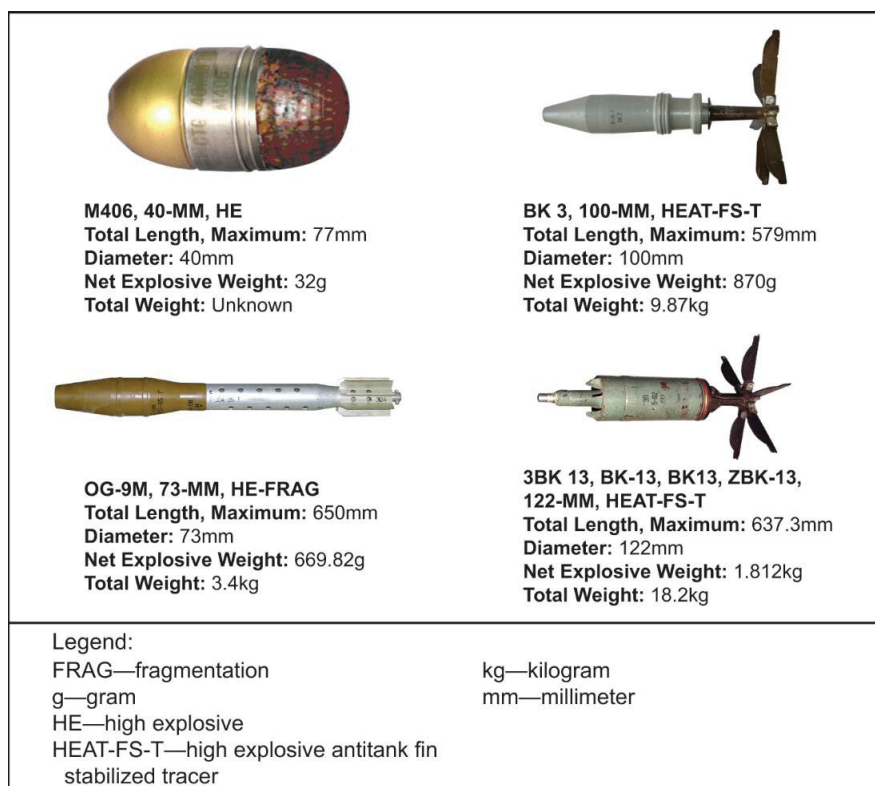 M406, 40-MM, HE
Total Length, Maximum: 77mm
Diameter: 40mm
Net Explosive Weight: 32g
Total Weight: Unknown
BK 3, 100-MM, HEAT-FS-T
Total Length, Maximum: 579mm
Diameter: 100mm
Net Explosive Weight: 870g
Total Weight: 9.87kg
OG-9M, 73-MM, HE-FRAG
Total Length, Maximum: 650mm
Diameter: 73mm
Net Explosive Weight: 669.82g
Total Weight: 3.4kg
3BK 13, BK-13, BK13, ZBK-13,
122-MM, HEAT-FS-T
Total Length, Maximum: 637.3mm
Diameter: 122mm
Net Explosive Weight: 1.812kg
Total Weight: 18.2kg
Legend:
FRAG—fragmentation
g—gram
HE—high explosive
HEAT-FS-T—high explosive antitank fin
stabilized tracer
kg—kilogram
mm—millimeter